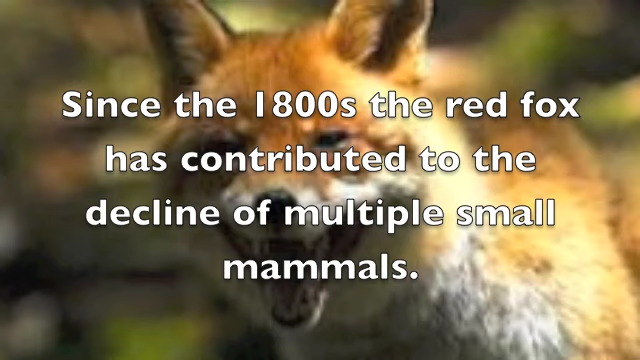 Since the 1800s the red fox
has contributed to the
decline of multiple small
mammals.